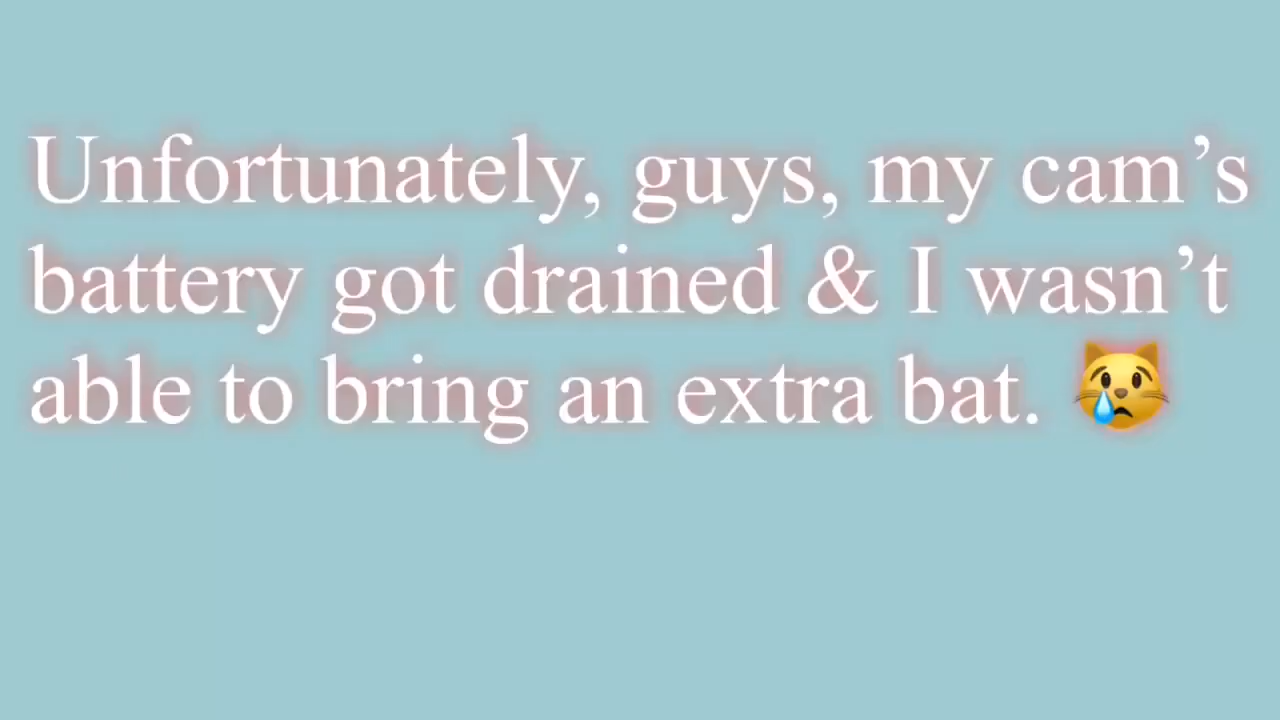 Unfortunately, guys, my cam’s
battery got drained & I wasn’t
able to bring an extra bat. 😿